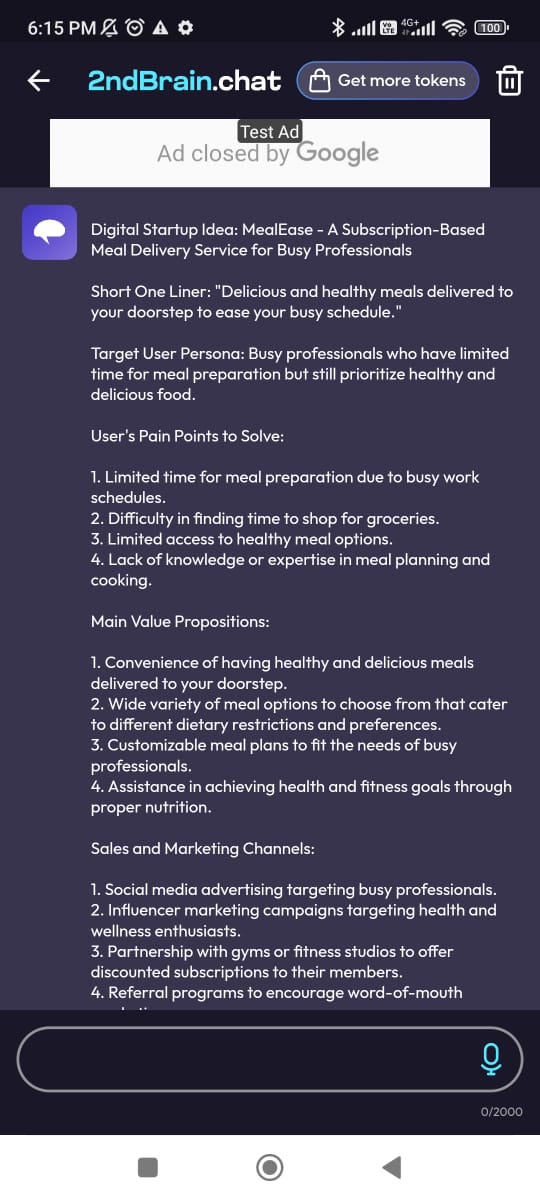 6:15 PM
Vo LTE 4G+ 100
2ndBrain.chat Get more tokens
Test Ad
Ad closed by Google
Digital Startup Idea: MealEase - A Subscription-Based
Meal Delivery Service for Busy Professionals
Short One Liner: "Delicious and healthy meals delivered to
your doorstep to ease your busy schedule."
Target User Persona: Busy professionals who have limited
time for meal preparation but still prioritize healthy and
delicious food.
User's Pain Points to Solve:
1. Limited time for meal preparation due to busy work
schedules.
2. Difficulty in finding time to shop for groceries.
3. Limited access to healthy meal options.
4. Lack of knowledge or expertise in meal planning and
cooking.
Main Value Propositions:
1. Convenience of having healthy and delicious meals
delivered to your doorstep.
2. Wide variety of meal options to choose from that cater
to different dietary restrictions and preferences.
3. Customizable meal plans to fit the needs of busy
professionals.
4. Assistance in achieving health and fitness goals through
proper nutrition.
Sales and Marketing Channels:
1. Social media advertising targeting busy professionals.
2. Influencer marketing campaigns targeting health and
wellness enthusiasts.
3. Partnership with gyms or fitness studios to offer
discounted subscriptions to their members.
4. Referral programs to encourage word-of-mouth
0/2000